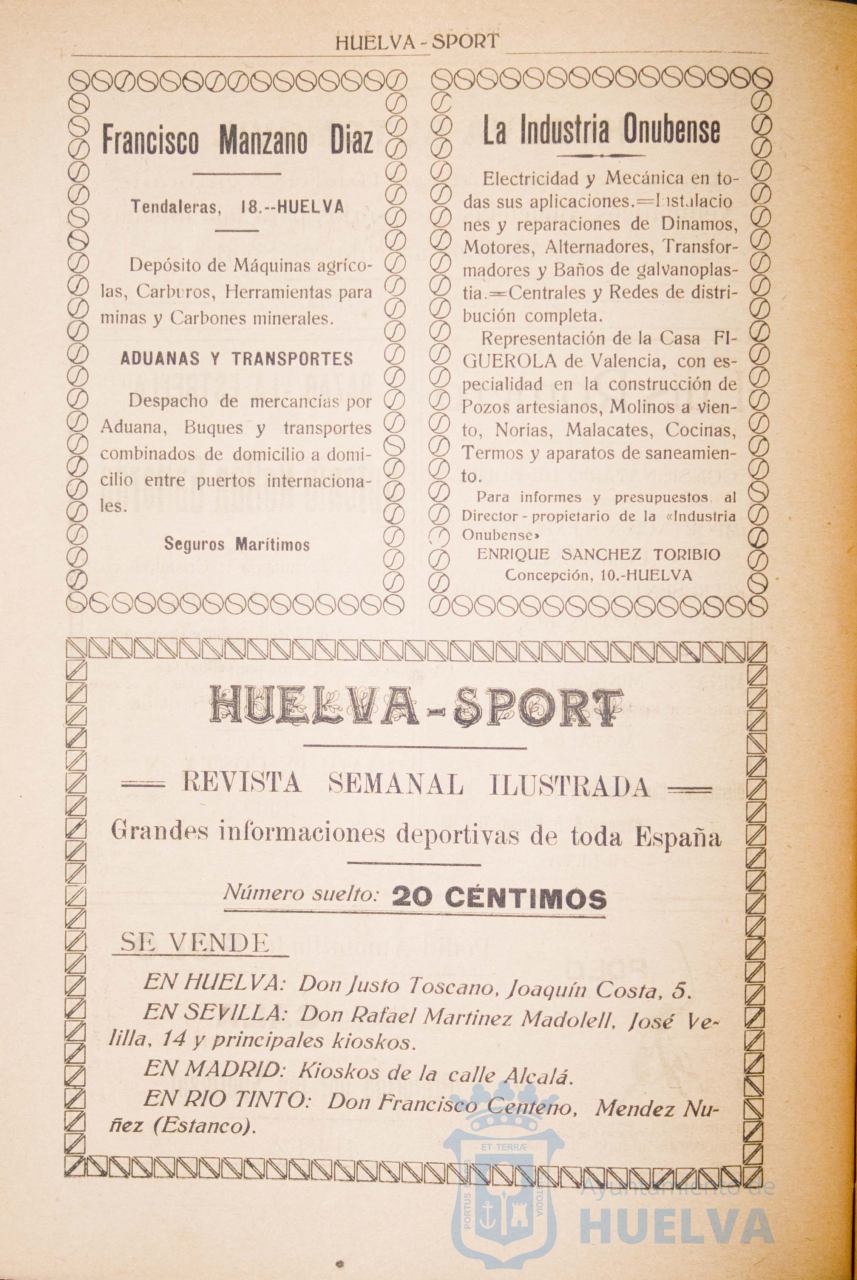 HUELVA - SPORT
Francisco Manzano Diaz
Tendaleras, 18.--HUELVA
Depósito de Máquinas agríco-
las, Carburos, Herramientas para
minas y Carbones minerales.
ADUANAS Y TRANSPORTES
Despacho de mercancías por
Aduana, Buques y transportes
combinados de domicilio a domi-
cilio entre puertos internaciona-
les.
Seguros Marítimos
La Industria Onubense
Electricidad y Mecánica en to-
das sus aplicaciones.=Instalacio
nes y reparaciones de Dinamos,
Motores, Alternadores, Transfor-
madores y Baños de galvanoplas-
tia.=Centrales y Redes de distri-
bución completa.
Representación de la Casa FI-
GUEROLA de Valencia, con es-
pecialidad en la construcción de
Pozos artesianos, Molinos a vien-
to, Norias, Malacates, Cocinas,
Termos y aparatos de saneamien-
to.
Para informes y presupuestos al
Director - propietario de la «Industria
Onubense»
ENRIQUE SANCHEZ TORIBIO
Concepción, 10.-HUELVA
HUELVA-SPORT
REVISTA SEMANAL ILUSTRADA
Grandes informaciones deportivas de toda España
Número suelto: 20 CÉNTIMOS
SE VENDE
EN HUELVA: Don Justo Toscano, Joaquín Costa, 5.
EN SEVILLA: Don Rafael Martinez Madolell, José Ve-
lilla, 14 y principales kioskos.
EN MADRID: Kioskos de la calle Alcalá.
EN RIO TINTO: Don Francisco Centeno, Mendez Nu-
ñez (Estanco).
ET TERRÆ
PORTUS
CUSTODIA
Ayuntamiento de
HUELVA